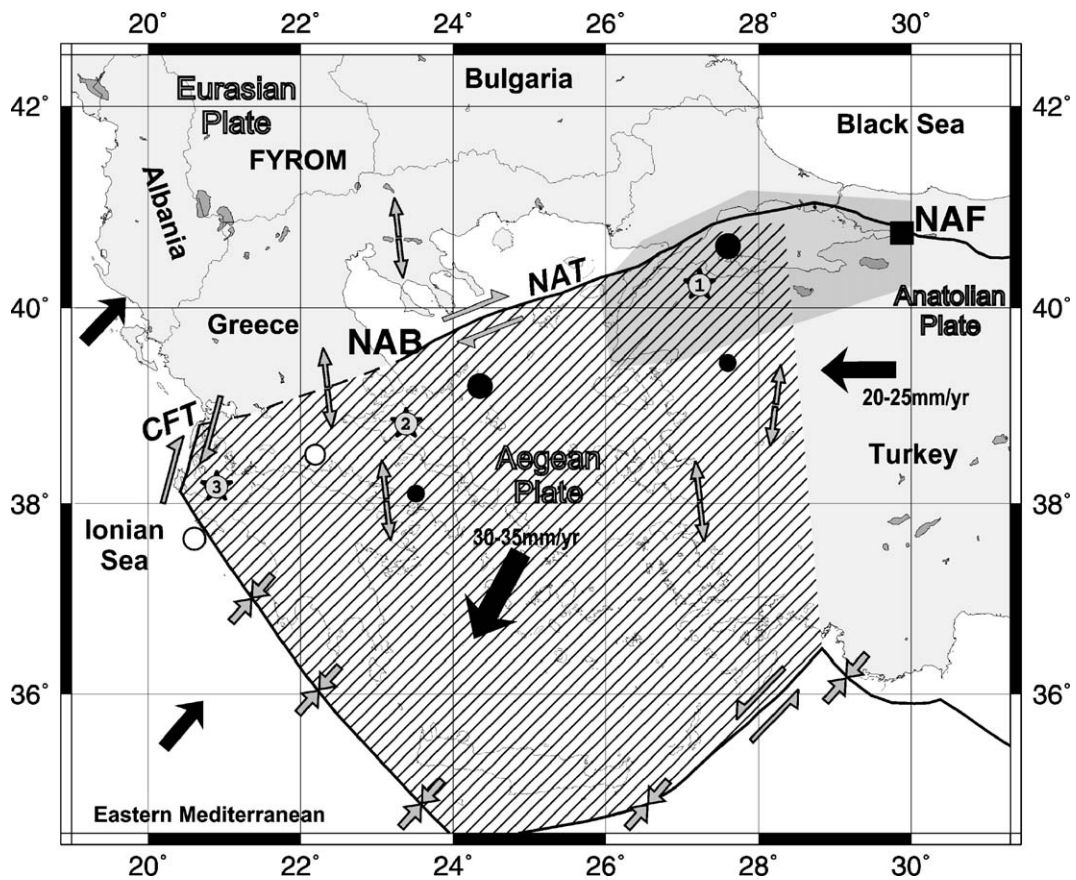 20° 22° 24° 26° 28° 30°
42° 42°
40° 40°
38° 38°
36° 36°
Eurasian
Plate
Bulgaria
Black Sea
FYROM
Albania
NAF
NAT
1
Anatolian
Plate
Greece
NAB
20-25mm/yr
CFT
2
Aegean
Plate
Turkey
3
Ionian
Sea
30-35mm/yr
Eastern Mediterranean
20° 22° 24° 26° 28° 30°